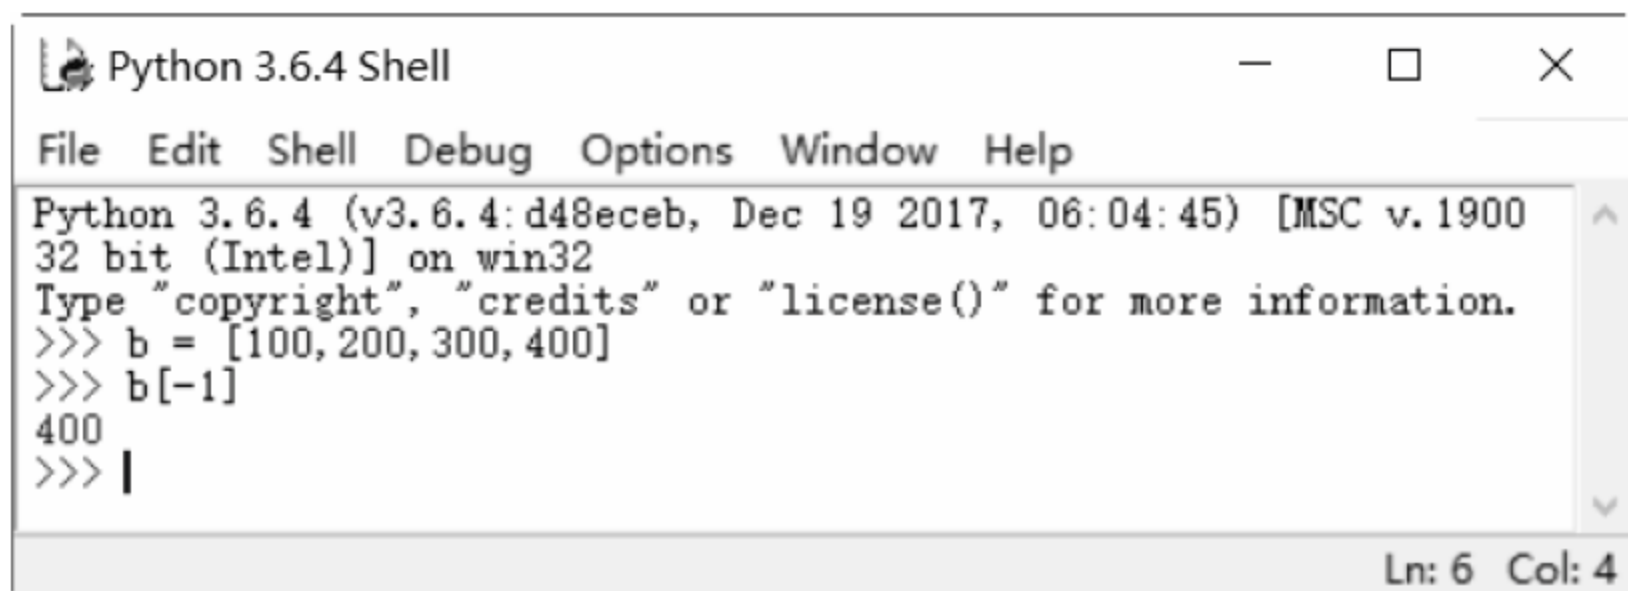 Python 3.6.4 Shell
File Edit Shell Debug Options Window Help
Python 3.6.4 (v3.6.4:d48eceb, Dec 19 2017, 06:04:45) [MSC v.1900
32 bit (Intel)] on win32
Type "copyright", "credits" or "license()" for more information.
>>> b = [100,200,300,400]
>>> b[-1]
400
>>>
Ln: 6 Col: 4